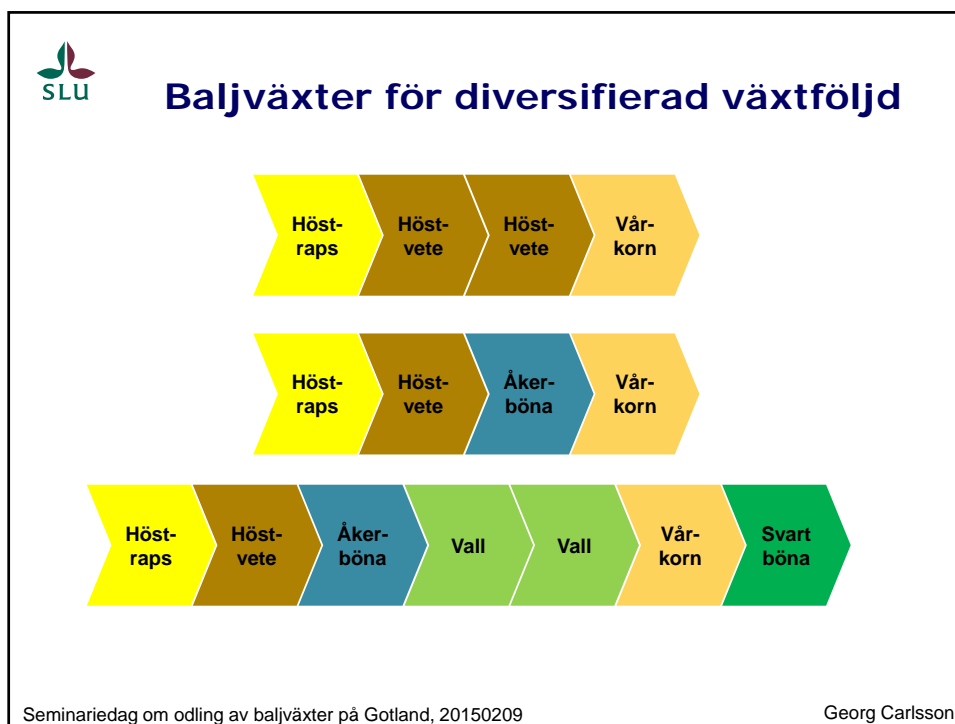 SLU
Baljväxter för diversifierad växtföljd
Höst-
raps
Höst-
vete
Höst-
vete
Vår-
korn
Höst-
raps
Höst-
vete
Åker-
böna
Vår-
korn
Höst-
raps
Höst-
vete
Åker-
böna
Vall
Vall
Vår-
korn
Svart
böna
Seminariedag om odling av baljväxter på Gotland, 20150209
Georg Carlsson